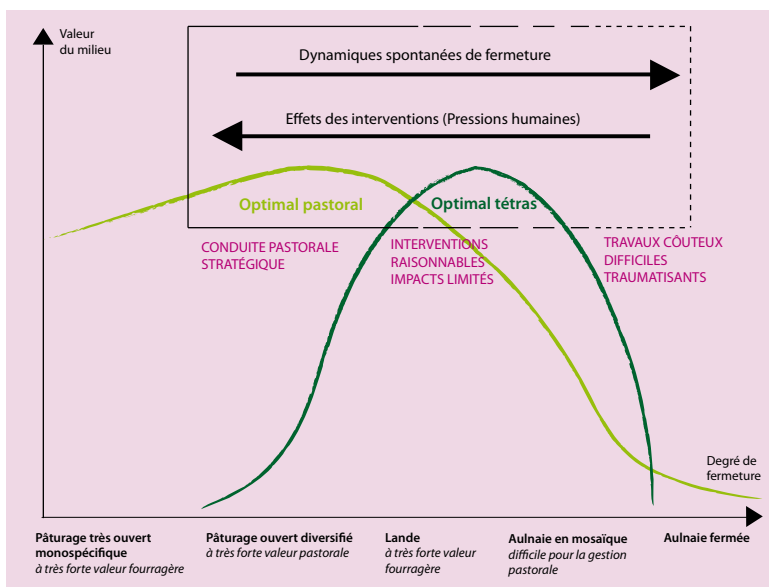 Valeur
du milieu
Dynamiques spontanées de fermeture
Effets des interventions (Pressions humaines)
Optimal pastoral
Optimal tétras
CONDUITE PASTORALE
STRATÉGIQUE
INTERVENTIONS
RAISONNABLES
IMPACTS LIMITÉS
TRAVAUX CÔUTEUX
DIFFICILES
TRAUMATISANTS
Degré de
fermeture
Pâturage très ouvert
monospécifique
à très forte valeur fourragère
Pâturage ouvert diversifié
à très forte valeur pastorale
Lande
à très forte valeur
fourragère
Aulnaie en mosaïque
difficile pour la gestion
pastorale
Aulnaie fermée